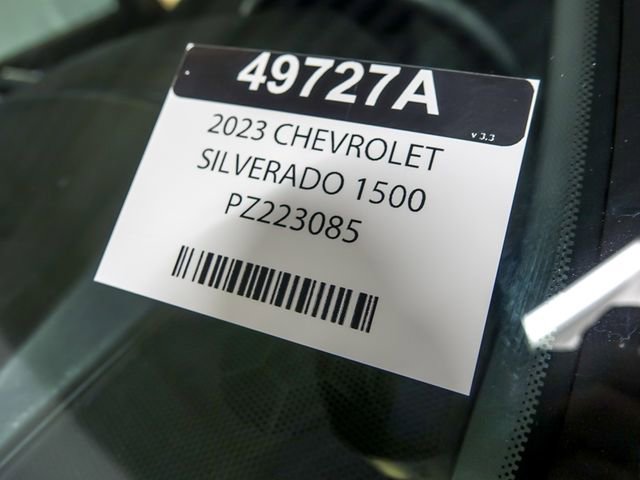 49727A
v 3.3
2023 CHEVROLET
SILVERADO 1500
PZ223085